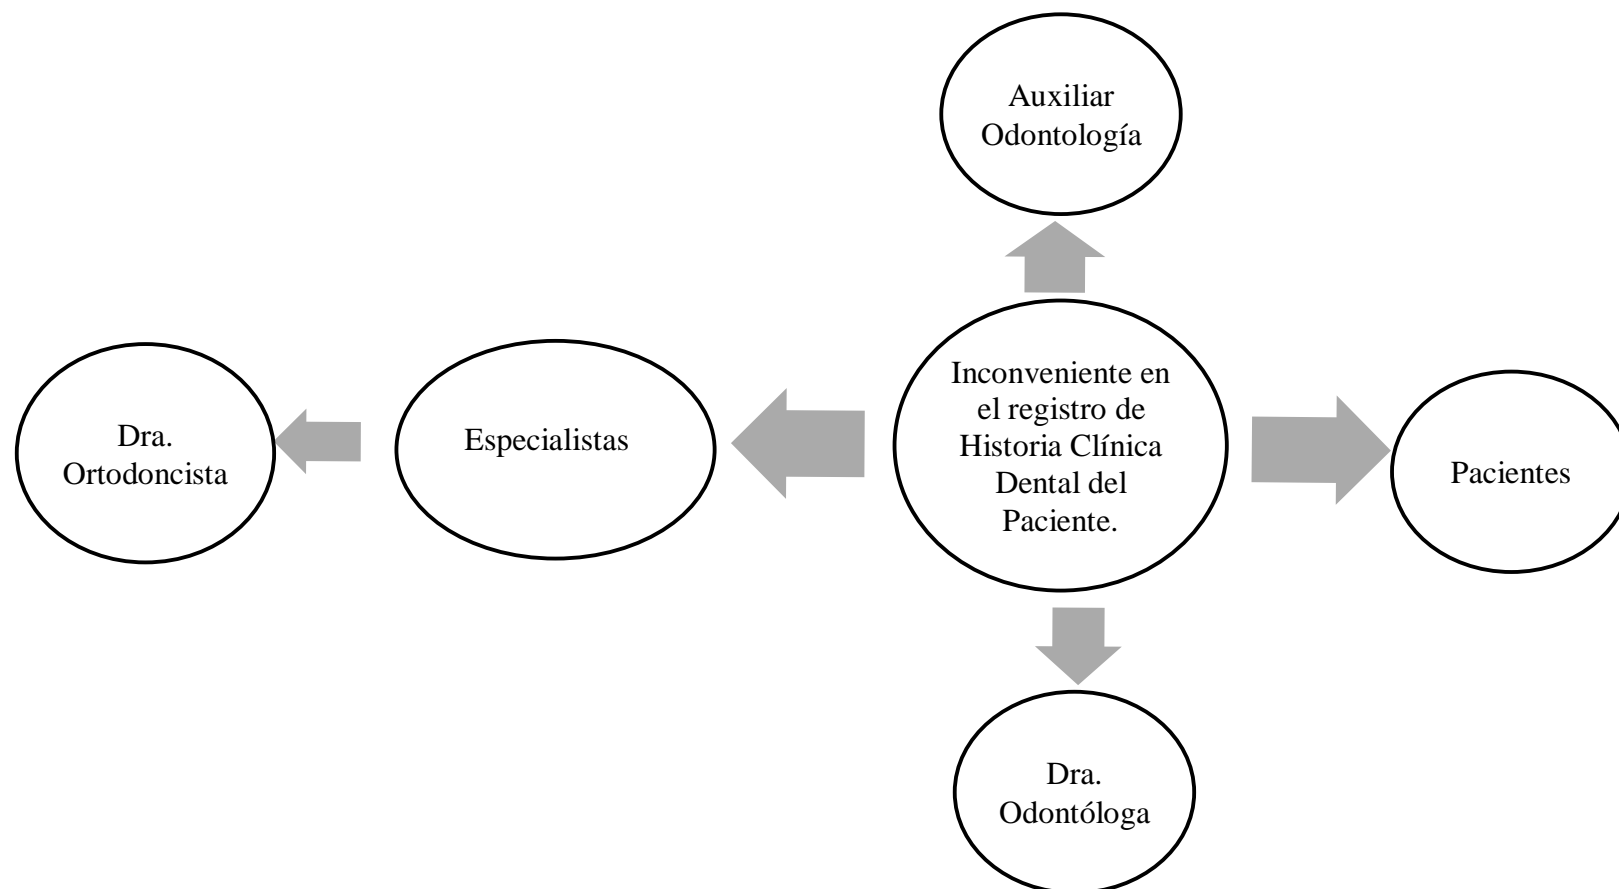 Auxiliar
Odontología
Inconveniente en
el registro de
Historia Clínica
Dental del
Paciente.
Dra.
Ortodoncista
Especialistas
Pacientes
Dra.
Odontóloga